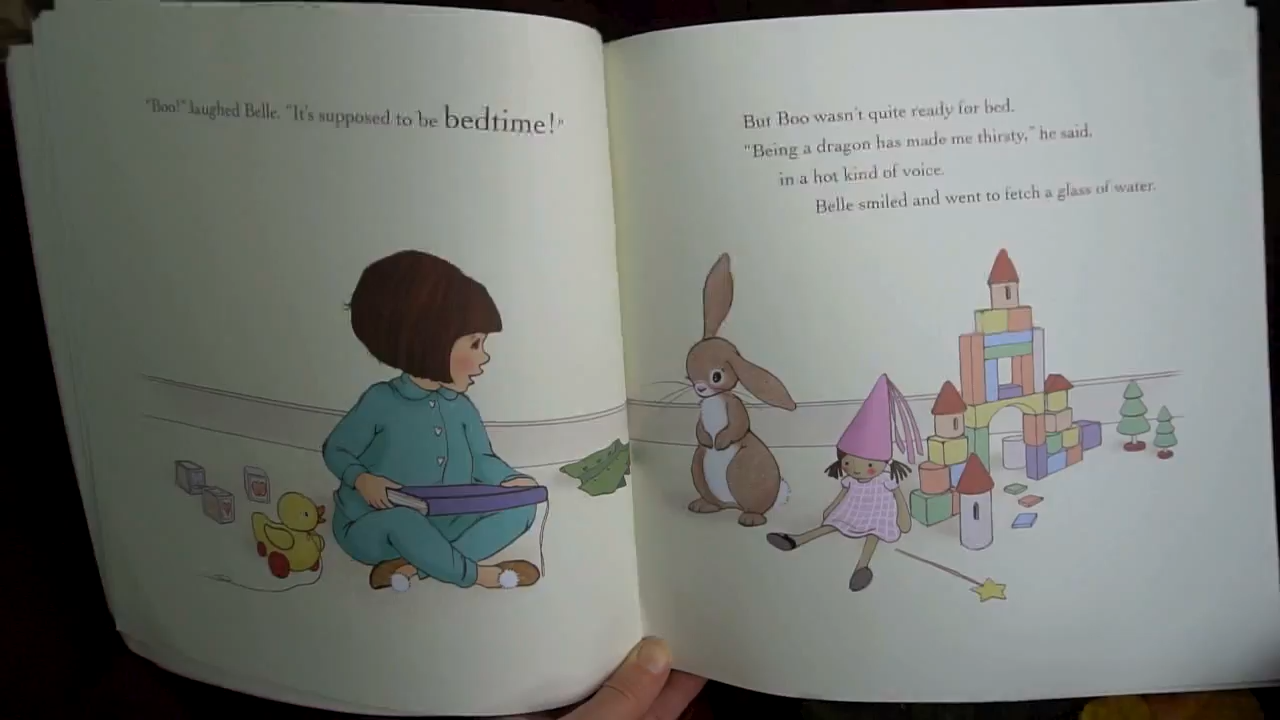 "Boo!" laughed Belle. "It's supposed to be bedtime!"
But Boo wasn't quite ready for bed.
"Being a dragon has made me thirsty," he said,
in a hot kind of voice.
Belle smiled and went to fetch a glass of water.